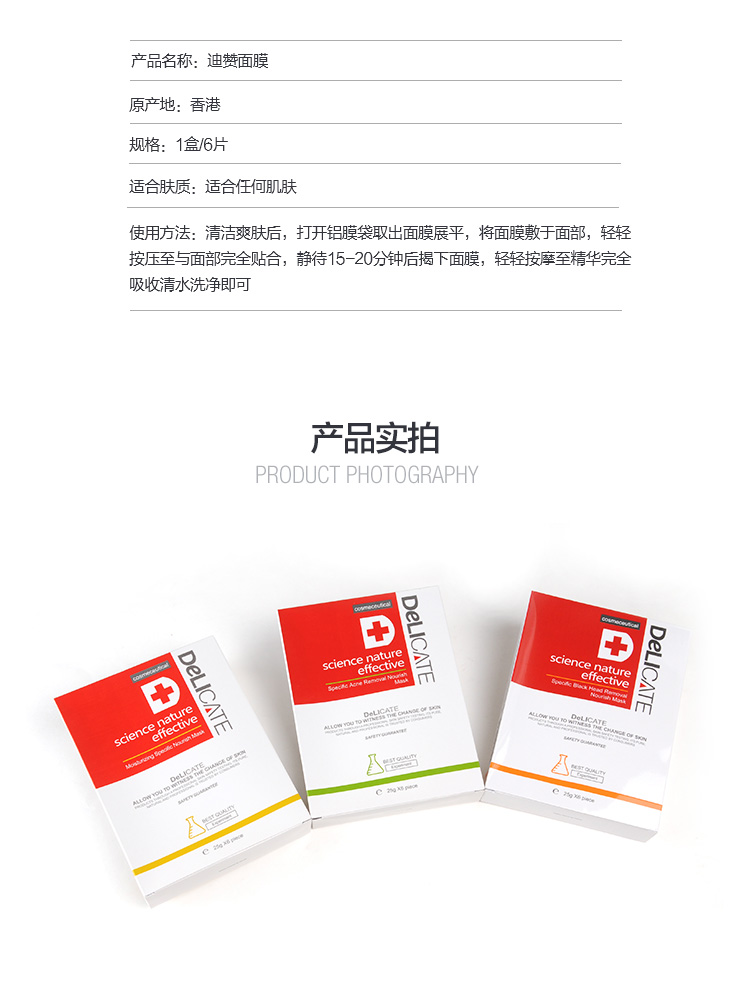 产品名称：迪赞面膜
原产地：香港
规格：1盒/6片
适合肤质：适合任何肌肤
使用方法：清洁爽肤后，打开铝膜袋取出面膜展平，将面膜敷于面部，轻轻
按压至与面部完全贴合，静待15-20分钟后揭下面膜，轻轻按摩至精华完全
吸收清水洗净即可
产品实拍
PRODUCT PHOTOGRAPHY
cosmeceutical
DeLICATE
science nature
effective
Moisturizing Specific Nourish Mask
DeLICATE
ALLOW YOU TO WITNESS THE CHANGE OF SKIN
SAFETY GUARANTEED
BEST QUALITY
Experiment
25g X6 piece
cosmeceutical
DeLICATE
science nature
effective
Specific Acne Removal Nourish
Mask
DeLICATE
ALLOW YOU TO WITNESS THE CHANGE OF SKIN
SAFETY GUARANTEED
BEST QUALITY
Experiment
25g X6 piece
cosmeceutical
DeLICATE
science nature
effective
Specific Black Head Removal
Nourish Mask
DeLICATE
ALLOW YOU TO WITNESS THE CHANGE OF SKIN
SAFETY GUARANTEED
BEST QUALITY
Experiment
25g X6 piece